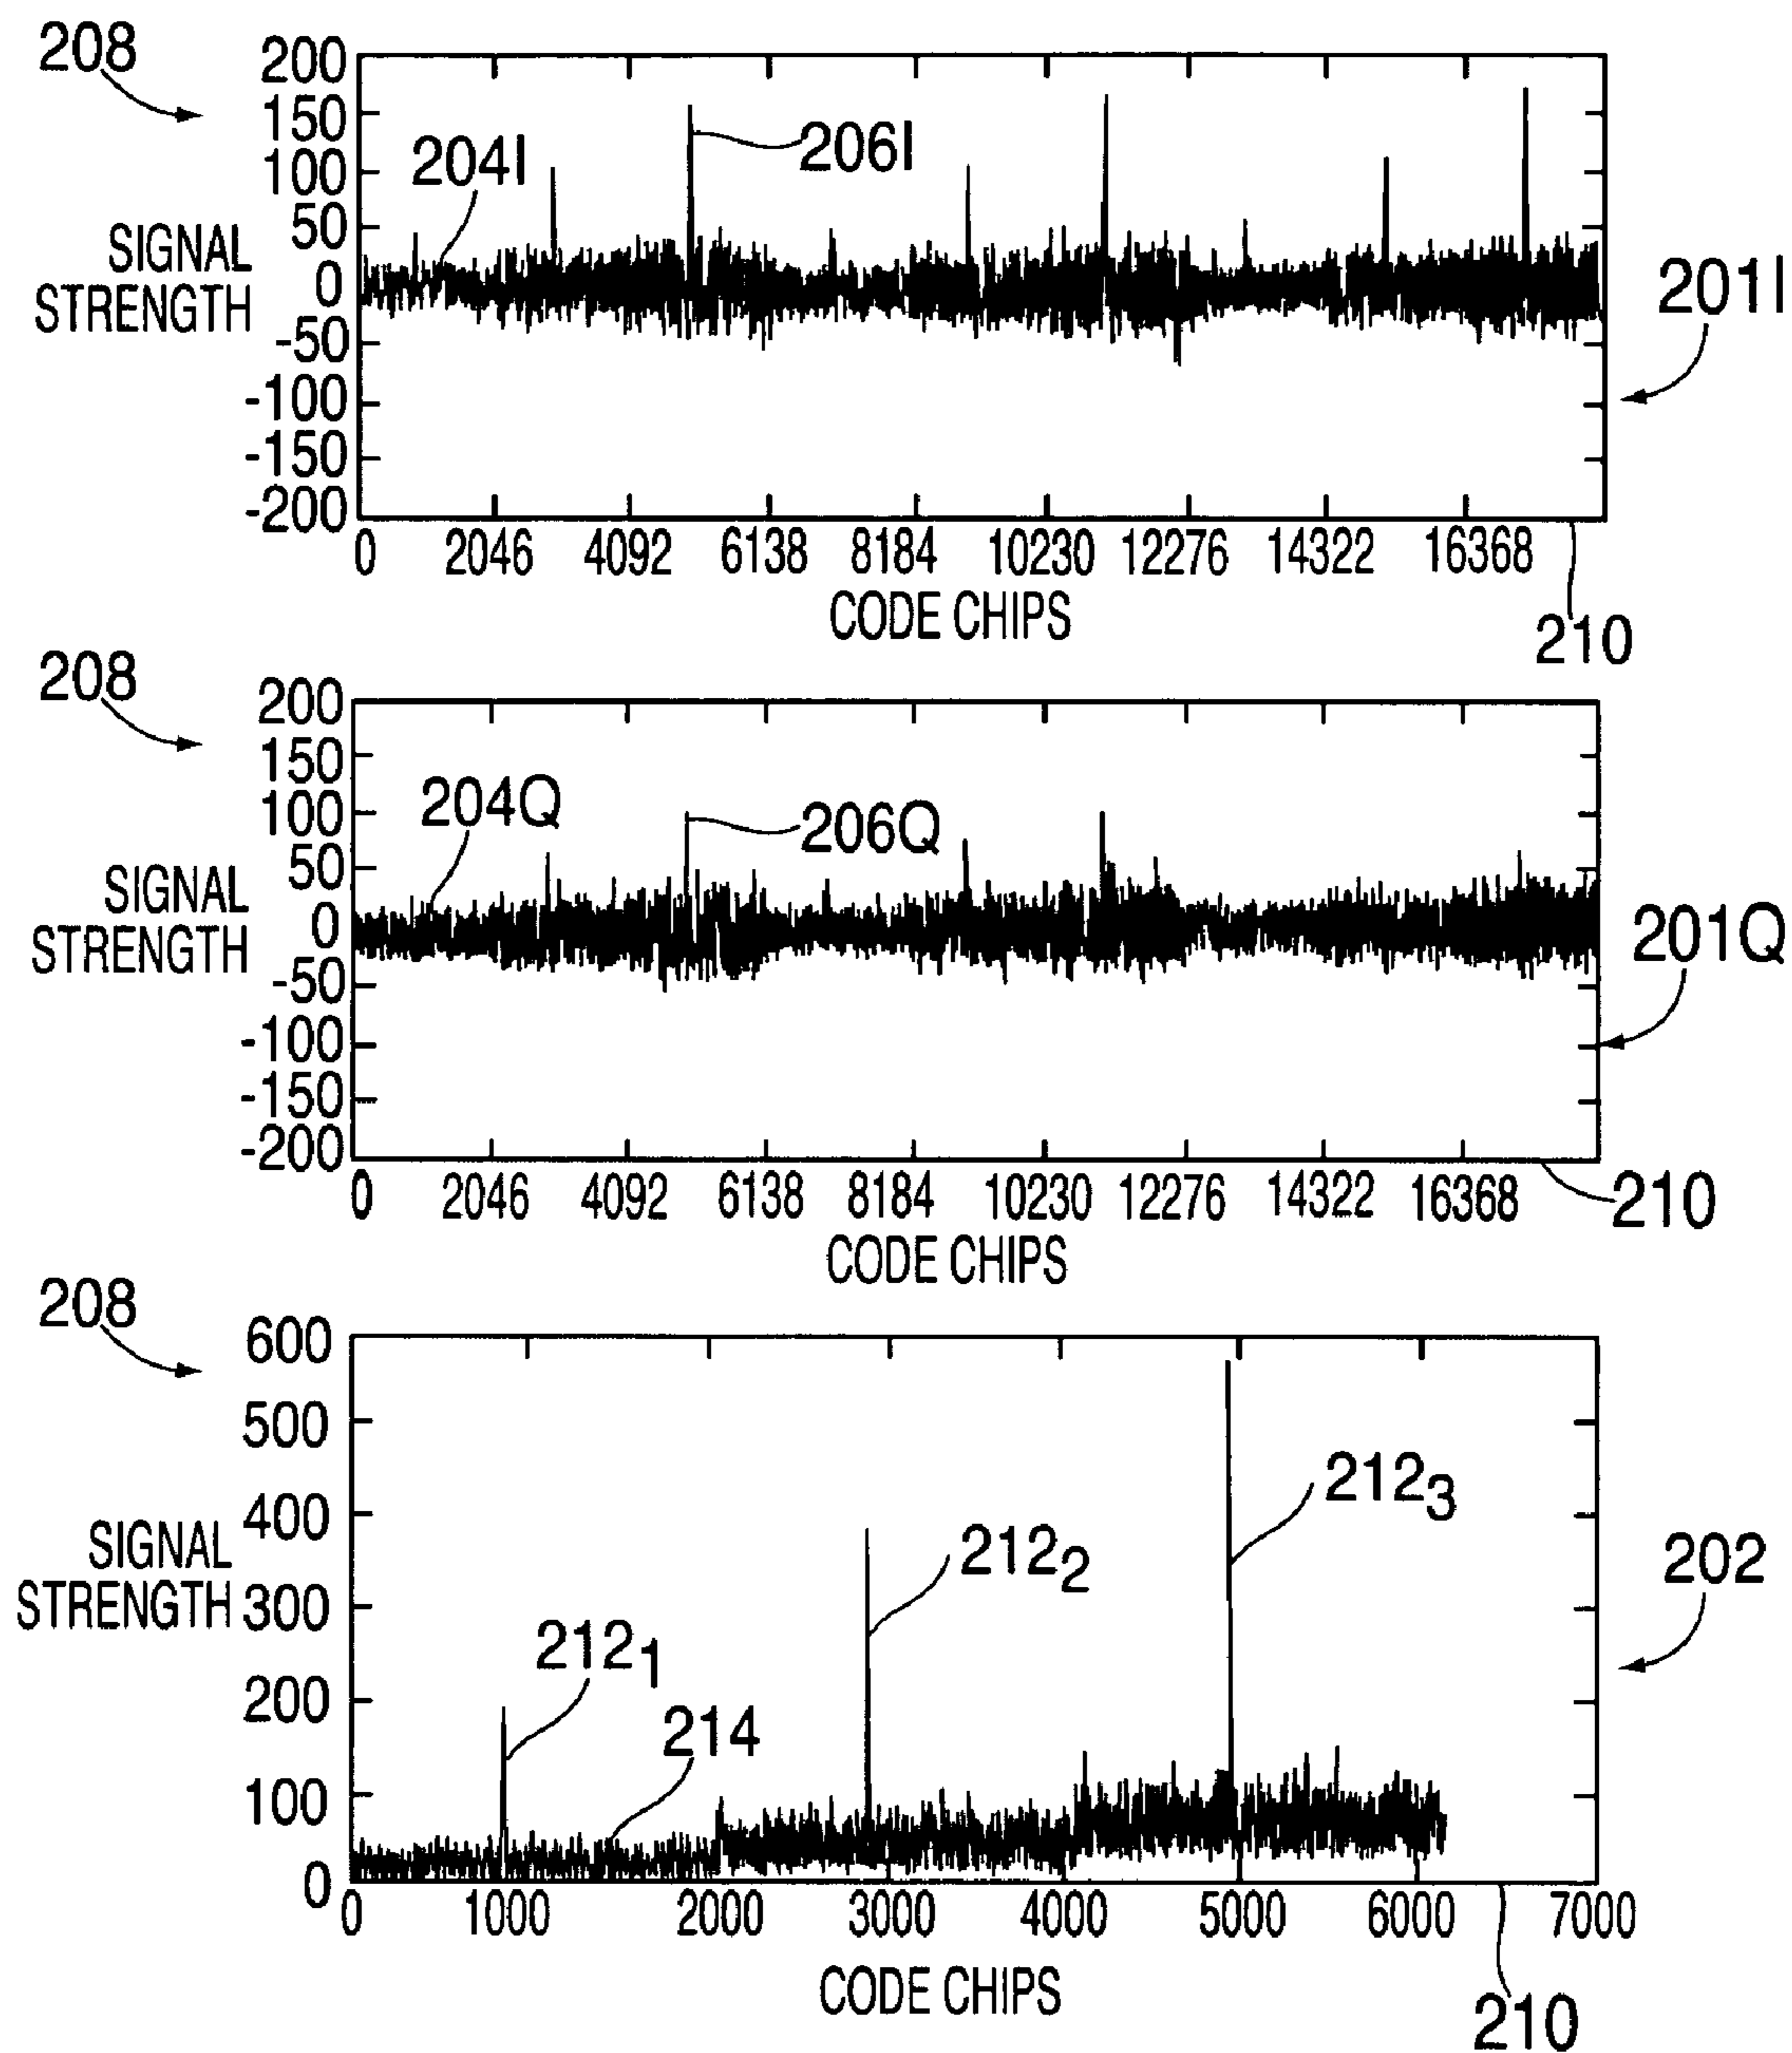 208
200
150
100
50
0
-50
-100
-150
-200
SIGNAL
STRENGTH
204I
206I
201I
0 2046 4092 6138 8184 10230 12276 14322 16368
CODE CHIPS
210
208
200
150
100
50
0
-50
-100
-150
-200
SIGNAL
STRENGTH
204Q
206Q
201Q
0 2046 4092 6138 8184 10230 12276 14322 16368
CODE CHIPS
210
208
600
500
400
300
200
100
0
SIGNAL
STRENGTH
212₁
214
212₂
212₃
202
0 1000 2000 3000 4000 5000 6000 7000
CODE CHIPS
210